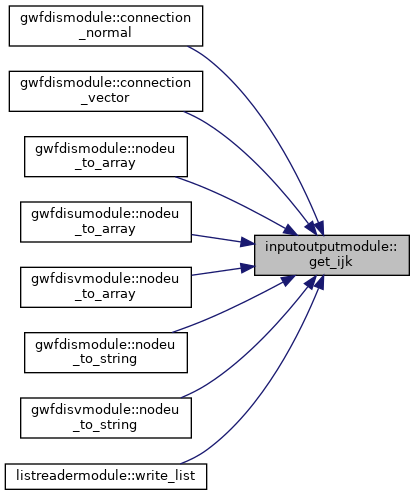 gwfdismodule::connection
_normal
gwfdismodule::connection
_vector
gwfdismodule::nodeu
_to_array
gwfdisumodule::nodeu
_to_array
gwfdisvmodule::nodeu
_to_array
gwfdismodule::nodeu
_to_string
gwfdisvmodule::nodeu
_to_string
listreadermodule::write_list
inputoutputmodule::
get_ijk